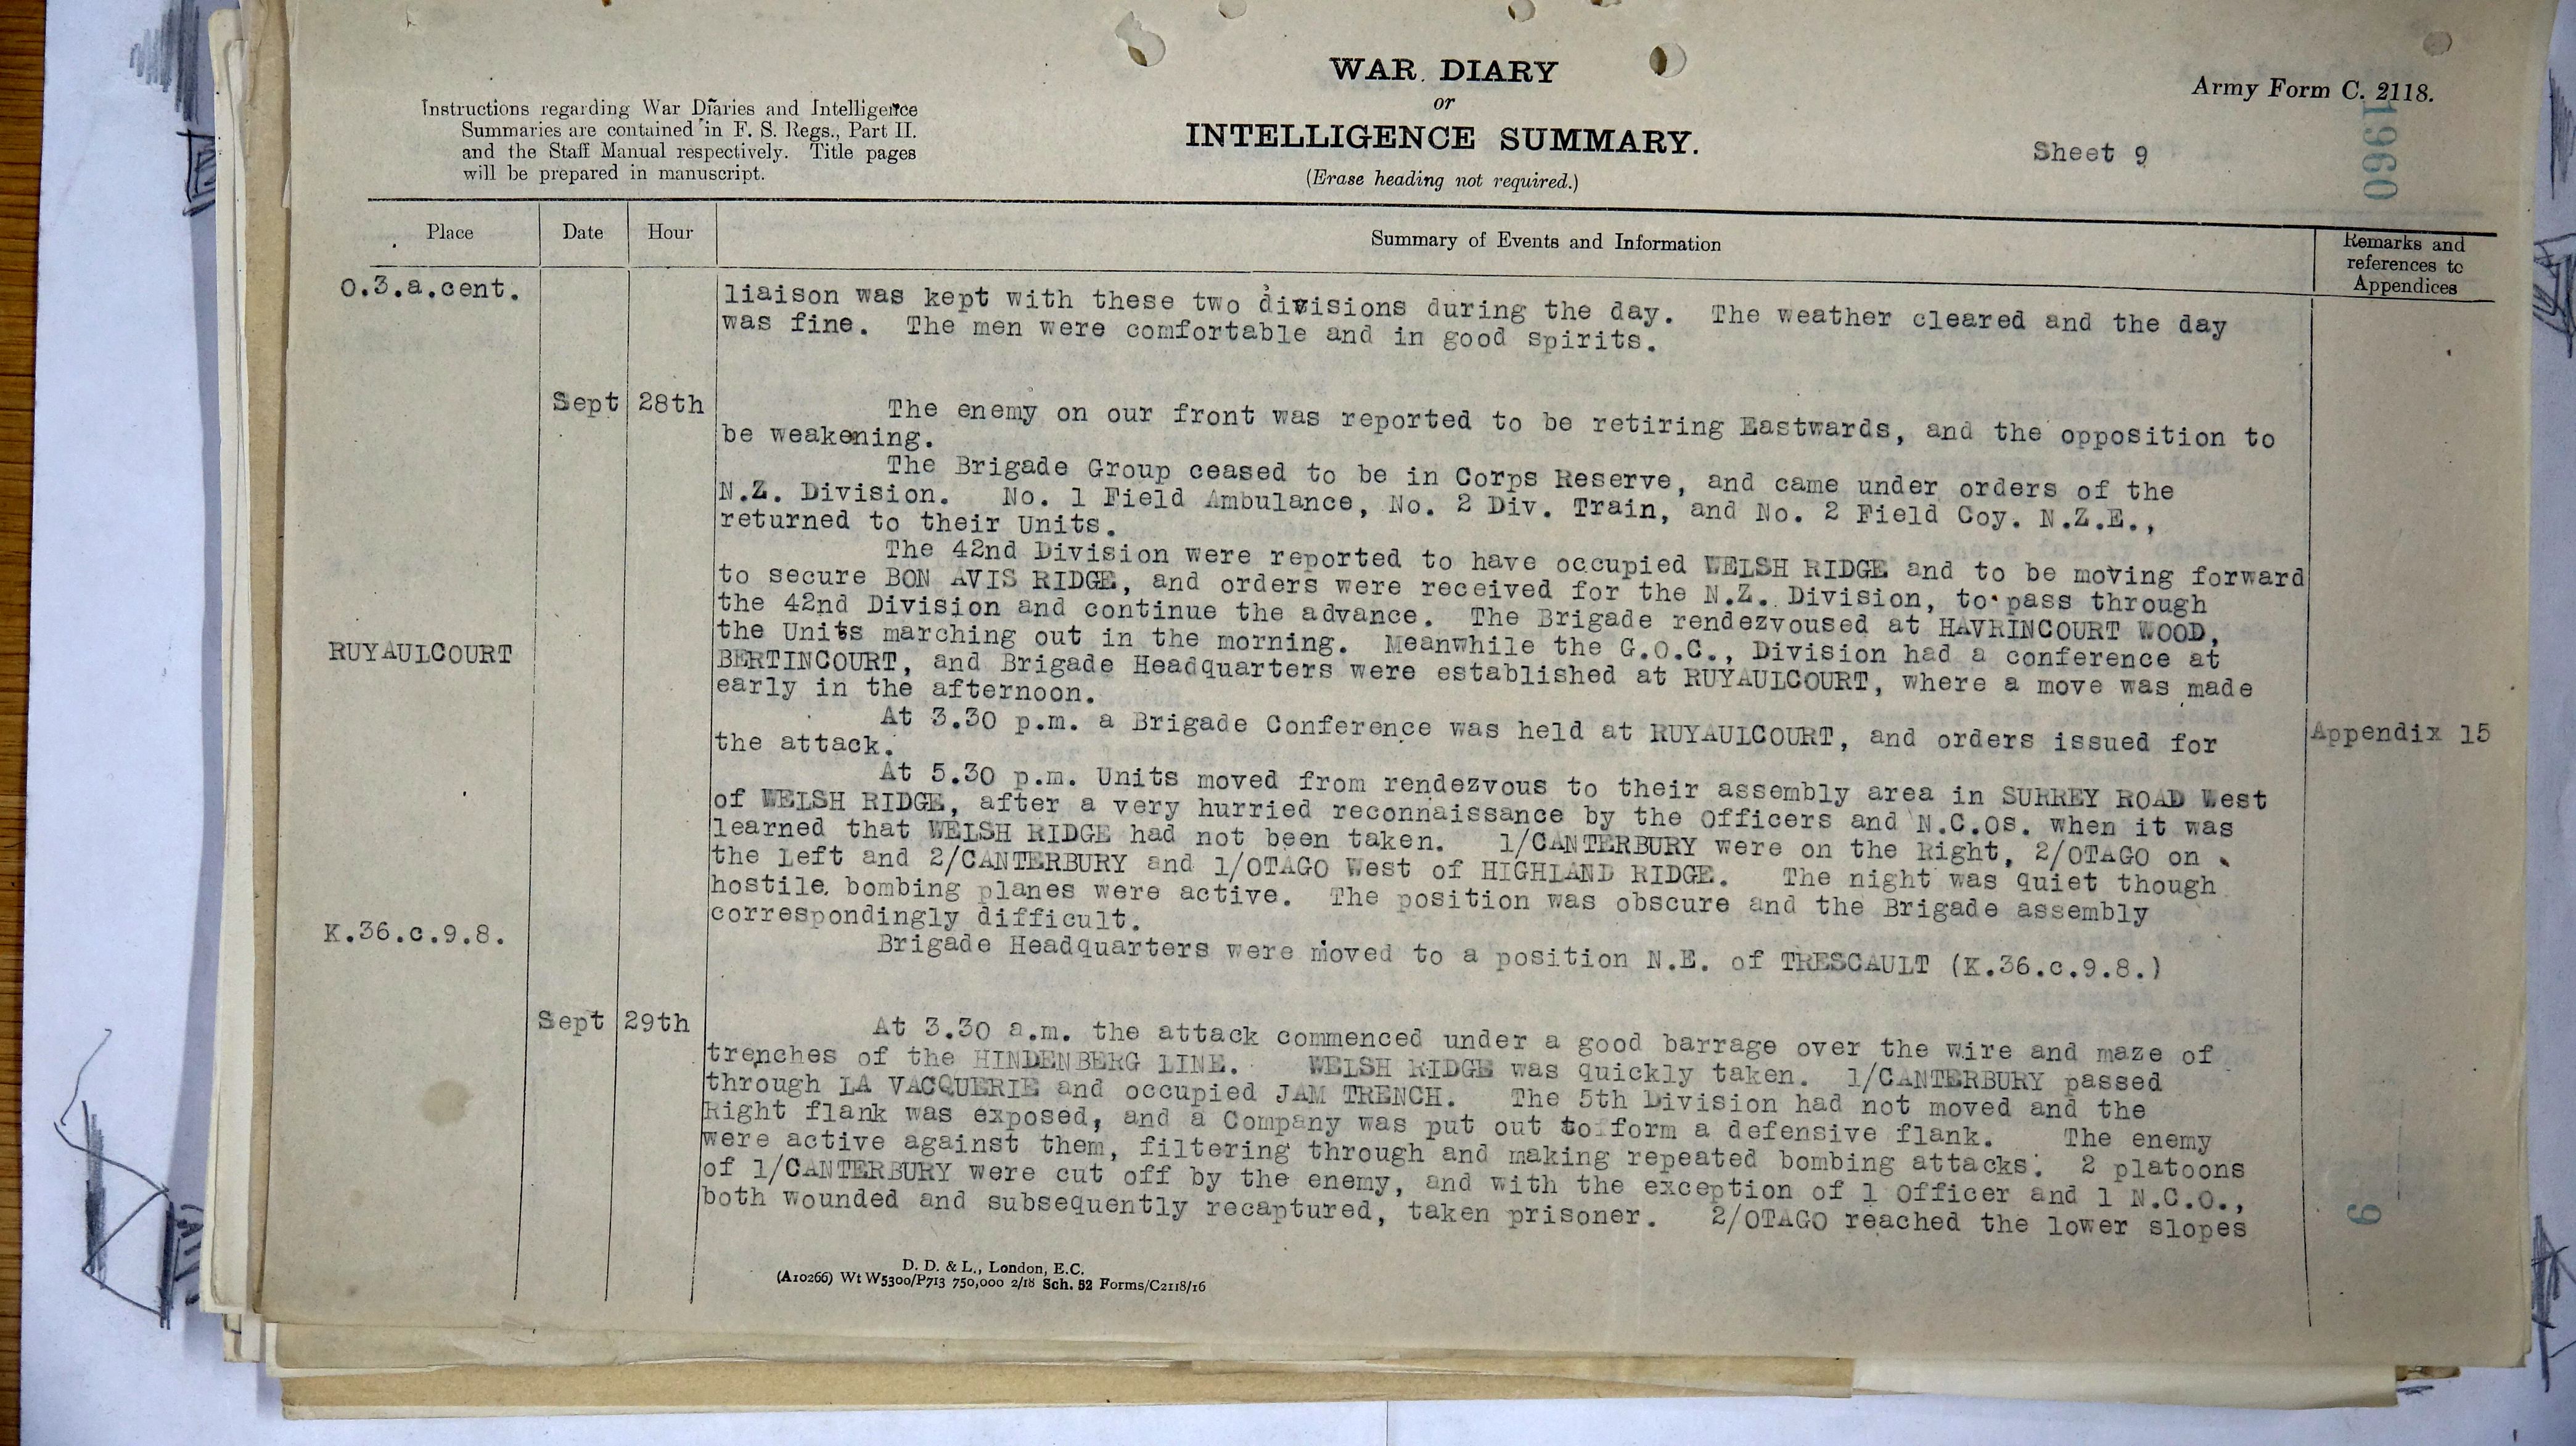 WAR DIARY
or
INTELLIGENCE SUMMARY.
(Erase heading not required.)
Army Form C. 2118.
Sheet 9
1960
Instructions regarding War Diaries and Intelligence
Summaries are contained in F. S. Regs., Part II.
and the Staff Manual respectively. Title pages
will be prepared in manuscript.
Place Date Hour Summary of Events and Information Remarks and
references to
Appendices
O.3.a.cent.
liaison was kept with these two divisions during the day. The weather cleared and the day
was fine. The men were comfortable and in good spirits.
Sept 28th The enemy on our front was reported to be retiring Eastwards, and the opposition to
be weakening.
The Brigade Group ceased to be in Corps Reserve, and came under orders of the
N.Z. Division. No. 1 Field Ambulance, No. 2 Div. Train, and No. 2 Field Coy. N.Z.E.,
returned to their Units.
The 42nd Division were reported to have occupied WELSH RIDGE and to be moving forward
to secure BON AVIS RIDGE, and orders were received for the N.Z. Division, to pass through
the 42nd Division and continue the advance. The Brigade rendezvoused at HAVRINCOURT WOOD,
the Units marching out in the morning. Meanwhile the G.O.C., Division had a conference at
RUYAULCOURT BERTINCOURT, and Brigade Headquarters were established at RUYAULCOURT, where a move was made
early in the afternoon.
At 3.30 p.m. a Brigade Conference was held at RUYAULCOURT, and orders issued for Appendix 15
the attack.
At 5.30 p.m. Units moved from rendezvous to their assembly area in SURREY ROAD West
of WELSH RIDGE, after a very hurried reconnaissance by the Officers and N.C.Os. when it was
learned that WELSH RIDGE had not been taken. 1/CANTERBURY were on the Right, 2/OTAGO on
the Left and 2/CANTERBURY and 1/OTAGO West of HIGHLAND RIDGE. The night was quiet though
hostile bombing planes were active. The position was obscure and the Brigade assembly
correspondingly difficult.
K.36.c.9.8. Brigade Headquarters were moved to a position N.E. of TRESCAULT (K.36.c.9.8.)
Sept 29th At 3.30 a.m. the attack commenced under a good barrage over the wire and maze of
trenches of the HINDENBERG LINE. WELSH RIDGE was quickly taken. 1/CANTERBURY passed
through LA VACQUERIE and occupied JAM TRENCH. The 5th Division had not moved and the
Right flank was exposed, and a Company was put out to form a defensive flank. The enemy
were active against them, filtering through and making repeated bombing attacks. 2 platoons
of 1/CANTERBURY were cut off by the enemy, and with the exception of 1 Officer and 1 N.C.O.,
both wounded and subsequently recaptured, taken prisoner. 2/OTAGO reached the lower slopes
9
D. D. & L., London, E.C.
(A10266) Wt W5300/P713 750,000 2/18 Sch. 52 Forms/C2118/16